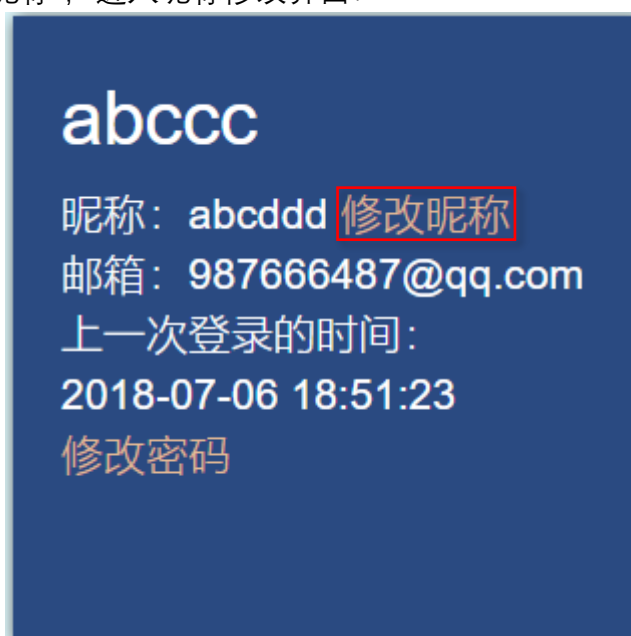 abccc
昵称：abcddd 修改昵称
邮箱：987666487@qq.com
上一次登录的时间：
2018-07-06 18:51:23
修改密码